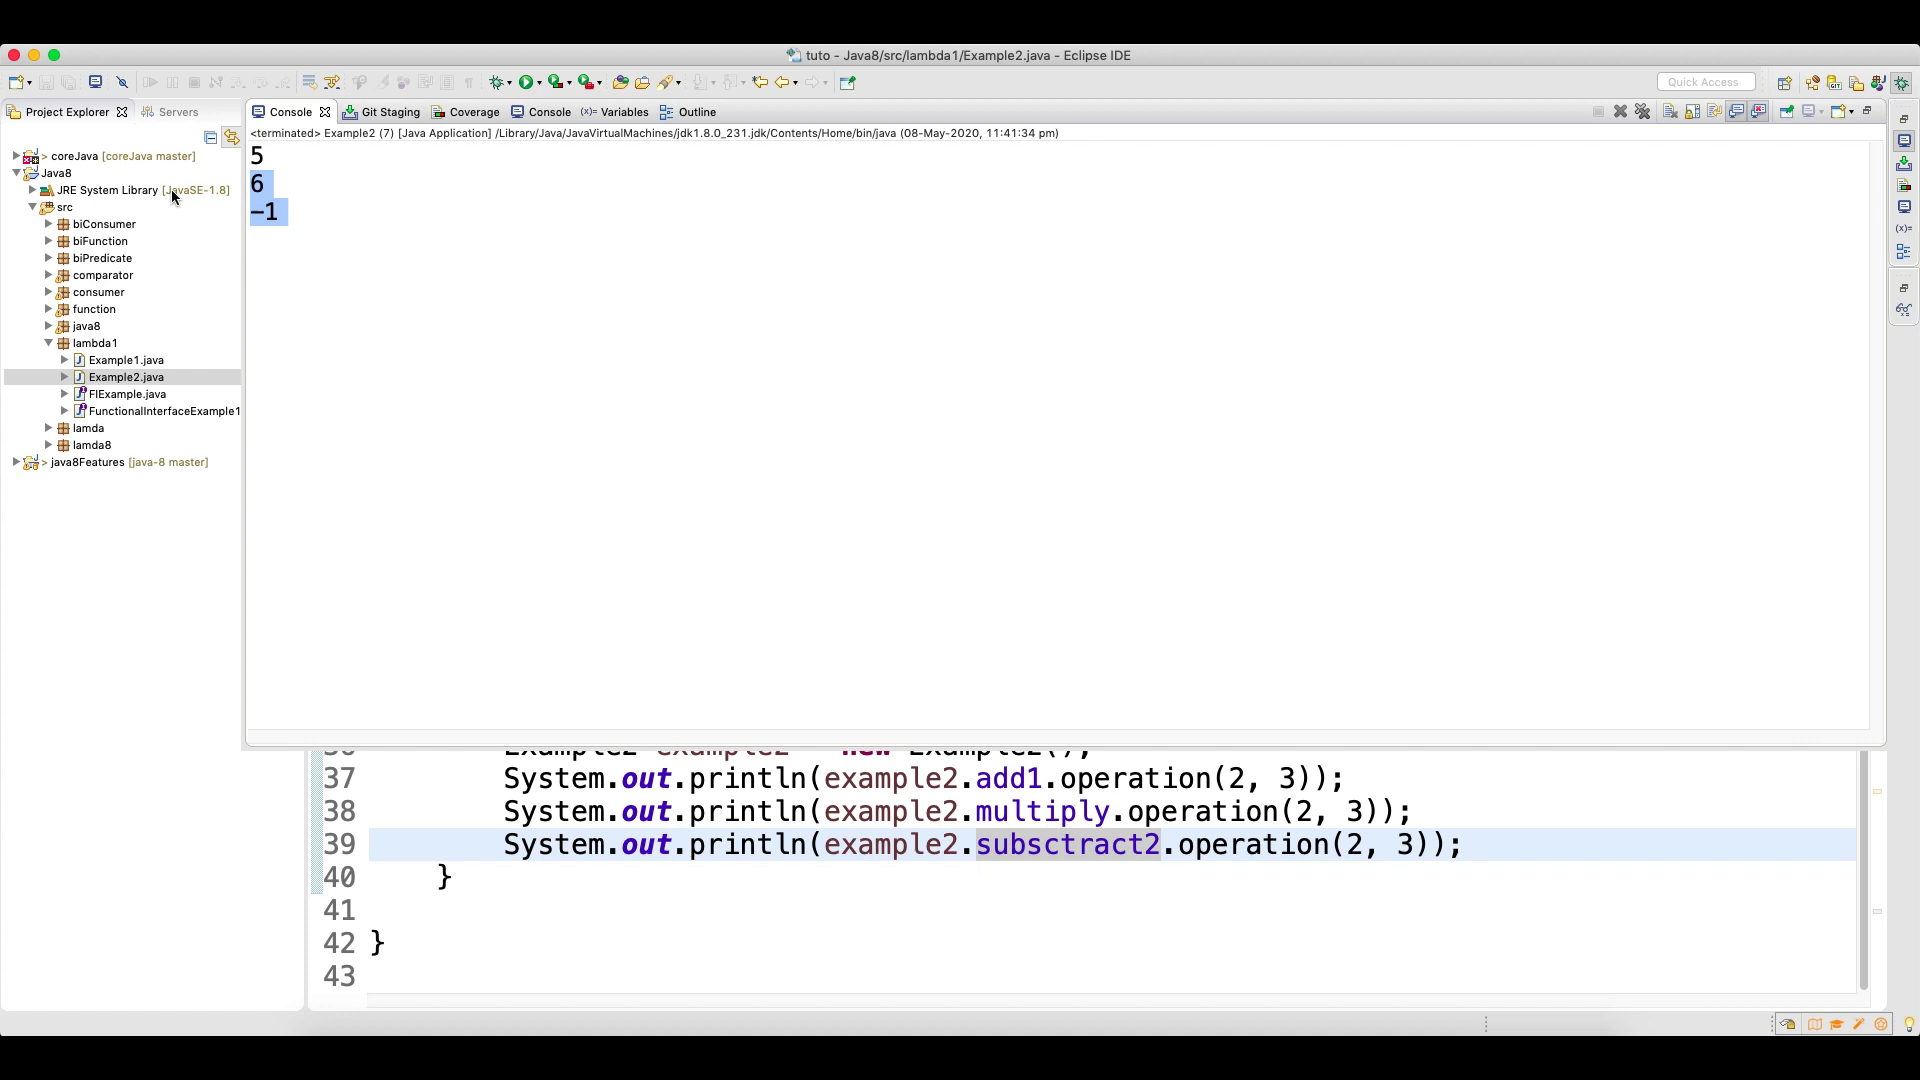 tuto - Java8/src/lambda1/Example2.java - Eclipse IDE
Quick Access
Project Explorer
Servers
Console
Git Staging
Coverage
Console
(x)= Variables
Outline
<terminated> Example2 (7) [Java Application] /Library/Java/JavaVirtualMachines/jdk1.8.0_231.jdk/Contents/Home/bin/java (08-May-2020, 11:41:34 pm)
> coreJava [coreJava master]
Java8
JRE System Library [JavaSE-1.8]
src
biConsumer
biFunction
biPredicate
comparator
consumer
function
java8
lambda1
Example1.java
Example2.java
FIExample.java
FunctionalInterfaceExample1
lamda
lamda8
> java8Features [java-8 master]
5
6
-1
(x)=
36 Example2 example2 = new Example2();
37 System.out.println(example2.add1.operation(2, 3));
38 System.out.println(example2.multiply.operation(2, 3));
39 System.out.println(example2.subsctract2.operation(2, 3));
40 }
41
42 }
43